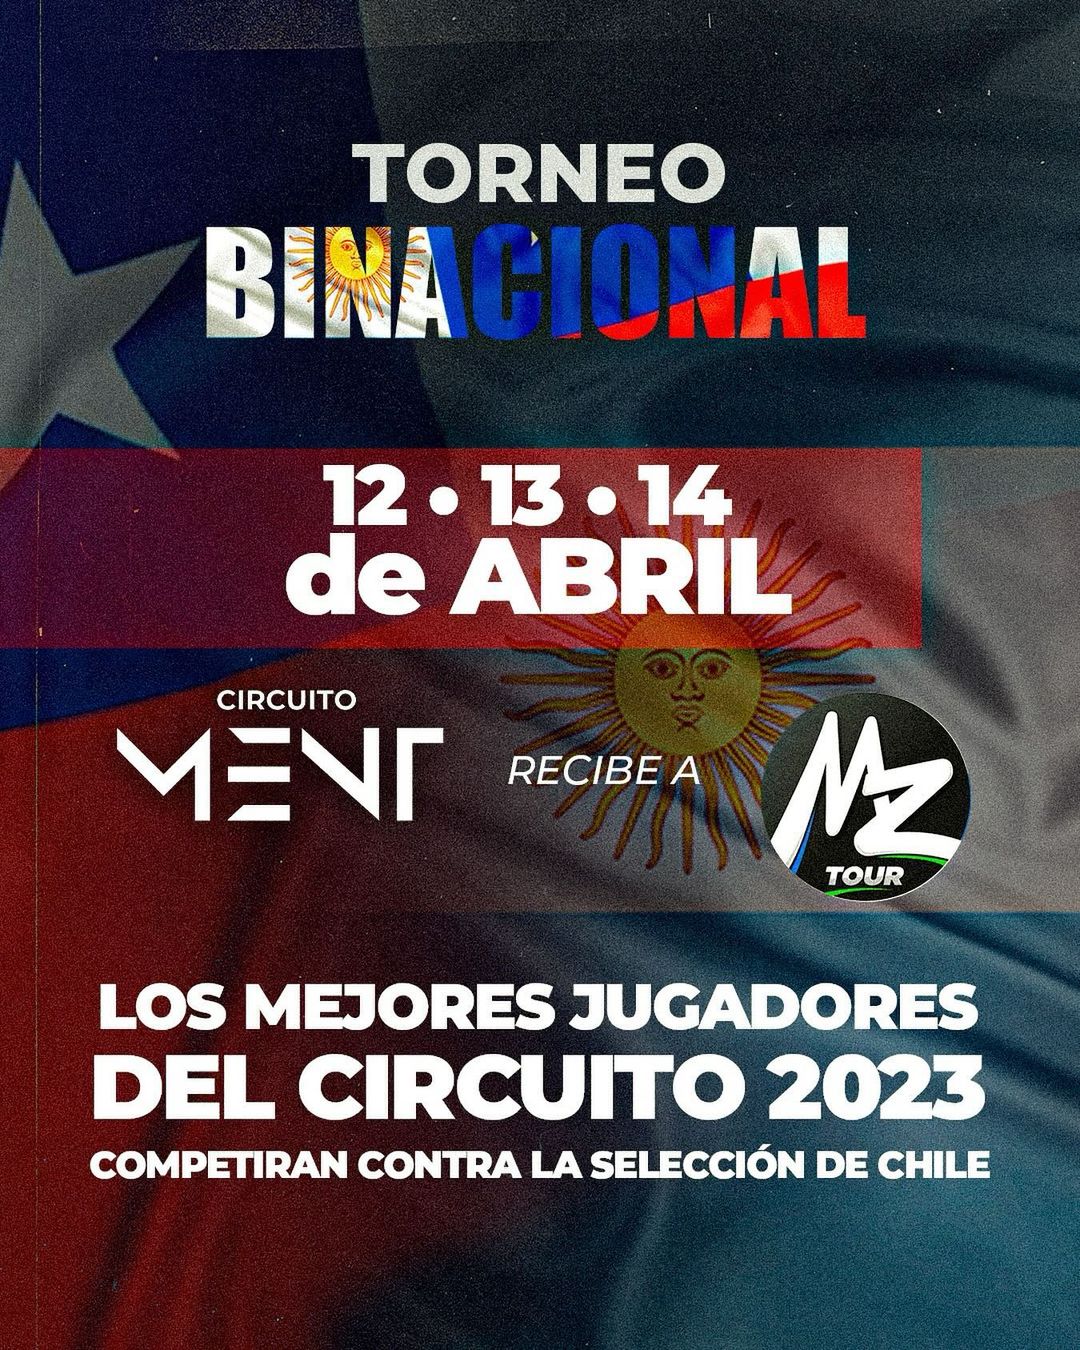 TORNEO
BINACIONAL
12 • 13 • 14
de ABRIL
CIRCUITO
MENT
RECIBE A
MZ
TOUR
LOS MEJORES JUGADORES
DEL CIRCUITO 2023
COMPETIRAN CONTRA LA SELECCIÓN DE CHILE